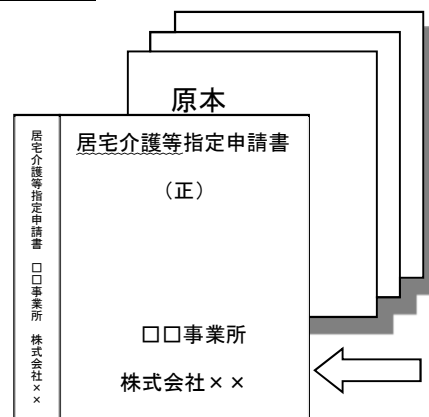 原本
居宅介護等指定申請書
（正）
□□事業所
株式会社××
居宅介護等指定申請書　□□事業所　株式会社××